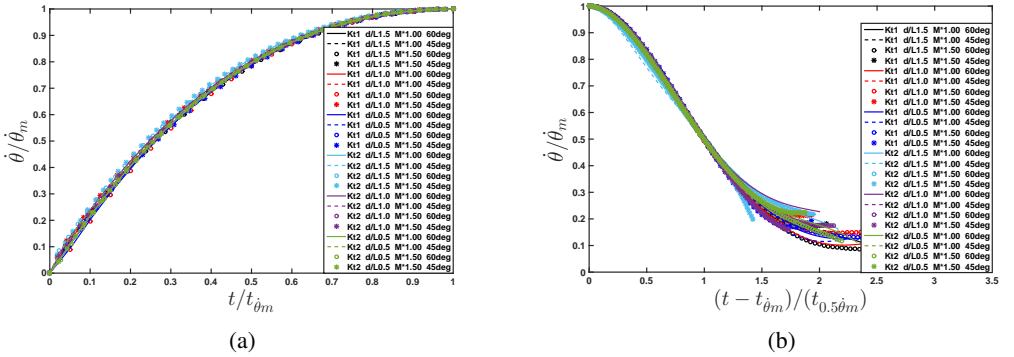 1
0.9
0.8
0.7
0.6
0.5
0.4
0.3
0.2
0.1
0
θ̇/θ̇ₘ
Kt1 d/L1.5 M*1.00 60deg
Kt1 d/L1.5 M*1.00 45deg
Kt1 d/L1.5 M*1.50 60deg
Kt1 d/L1.5 M*1.50 45deg
Kt1 d/L1.0 M*1.00 60deg
Kt1 d/L1.0 M*1.00 45deg
Kt1 d/L1.0 M*1.50 60deg
Kt1 d/L1.0 M*1.50 45deg
Kt1 d/L0.5 M*1.00 60deg
Kt1 d/L0.5 M*1.00 45deg
Kt1 d/L0.5 M*1.50 60deg
Kt1 d/L0.5 M*1.50 45deg
Kt2 d/L1.5 M*1.00 60deg
Kt2 d/L1.5 M*1.00 45deg
Kt2 d/L1.5 M*1.50 60deg
Kt2 d/L1.5 M*1.50 45deg
Kt2 d/L1.0 M*1.00 60deg
Kt2 d/L1.0 M*1.00 45deg
Kt2 d/L1.0 M*1.50 60deg
Kt2 d/L1.0 M*1.50 45deg
Kt2 d/L0.5 M*1.00 60deg
Kt2 d/L0.5 M*1.00 45deg
Kt2 d/L0.5 M*1.50 60deg
Kt2 d/L0.5 M*1.50 45deg
0 0.1 0.2 0.3 0.4 0.5 0.6 0.7 0.8 0.9 1
t/t_θ̇m
(a)
1
0.9
0.8
0.7
0.6
0.5
0.4
0.3
0.2
0.1
0
θ̇/θ̇ₘ
Kt1 d/L1.5 M*1.00 60deg
Kt1 d/L1.5 M*1.00 45deg
Kt1 d/L1.5 M*1.50 60deg
Kt1 d/L1.5 M*1.50 45deg
Kt1 d/L1.0 M*1.00 60deg
Kt1 d/L1.0 M*1.00 45deg
Kt1 d/L1.0 M*1.50 60deg
Kt1 d/L1.0 M*1.50 45deg
Kt1 d/L0.5 M*1.00 60deg
Kt1 d/L0.5 M*1.00 45deg
Kt1 d/L0.5 M*1.50 60deg
Kt1 d/L0.5 M*1.50 45deg
Kt2 d/L1.5 M*1.00 60deg
Kt2 d/L1.5 M*1.00 45deg
Kt2 d/L1.5 M*1.50 60deg
Kt2 d/L1.5 M*1.50 45deg
Kt2 d/L1.0 M*1.00 60deg
Kt2 d/L1.0 M*1.00 45deg
Kt2 d/L1.0 M*1.50 60deg
Kt2 d/L1.0 M*1.50 45deg
Kt2 d/L0.5 M*1.00 60deg
Kt2 d/L0.5 M*1.00 45deg
Kt2 d/L0.5 M*1.50 60deg
Kt2 d/L0.5 M*1.50 45deg
0 0.5 1 1.5 2 2.5 3 3.5
(t − t_θ̇m)/(t_0.5θ̇m)
(b)